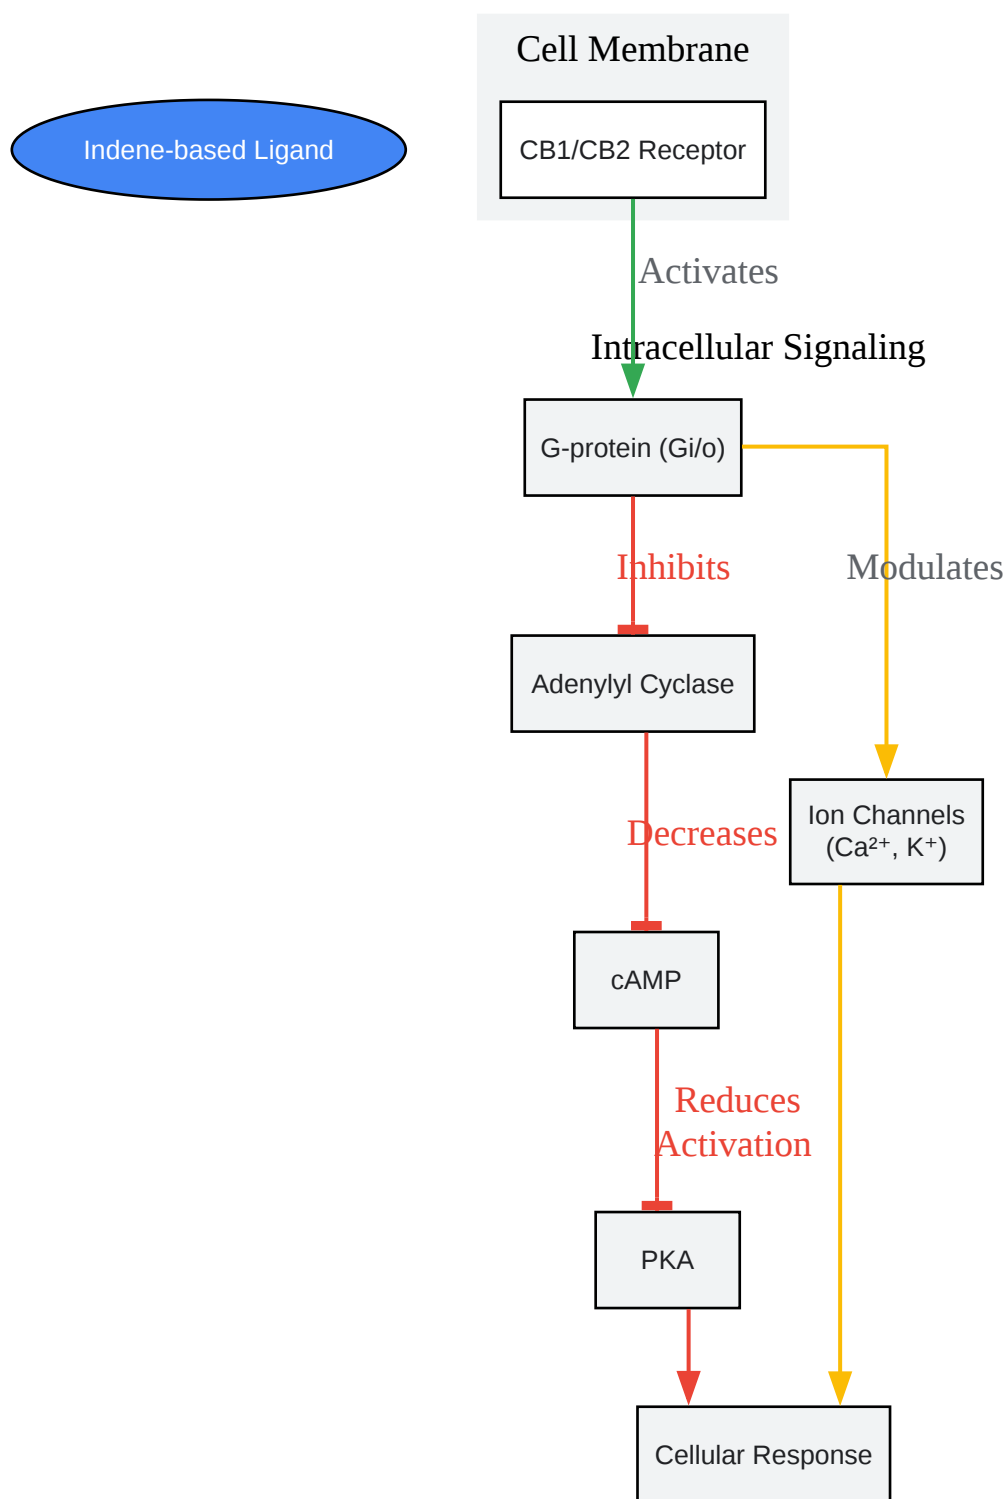 Cell Membrane
Indene-based Ligand
CB1/CB2 Receptor
Activates
Intracellular Signaling
G-protein (Gi/o)
Inhibits
Modulates
Adenylyl Cyclase
Decreases
Ion Channels
(Ca²⁺, K⁺)
cAMP
Reduces
Activation
PKA
Cellular Response